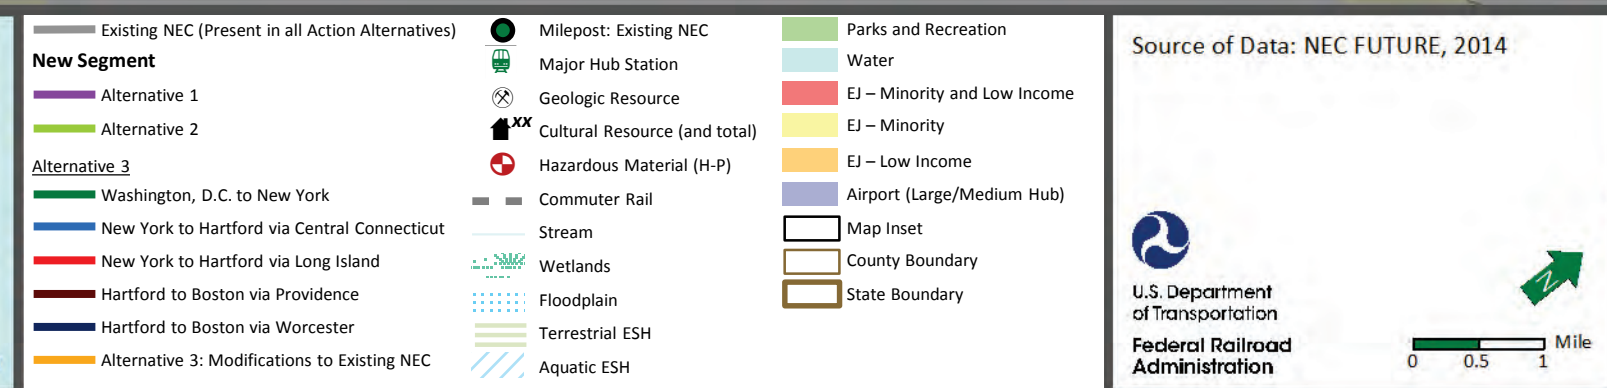 Existing NEC (Present in all Action Alternatives)
New Segment
Alternative 1
Alternative 2
Alternative 3
Washington, D.C. to New York
New York to Hartford via Central Connecticut
New York to Hartford via Long Island
Hartford to Boston via Providence
Hartford to Boston via Worcester
Alternative 3: Modifications to Existing NEC
Milepost: Existing NEC
Major Hub Station
Geologic Resource
XX Cultural Resource (and total)
Hazardous Material (H-P)
Commuter Rail
Stream
Wetlands
Floodplain
Terrestrial ESH
Aquatic ESH
Parks and Recreation
Water
EJ – Minority and Low Income
EJ – Minority
EJ – Low Income
Airport (Large/Medium Hub)
Map Inset
County Boundary
State Boundary
Source of Data: NEC FUTURE, 2014
U.S. Department
of Transportation
Federal Railroad
Administration
N
Mile
0 0.5 1